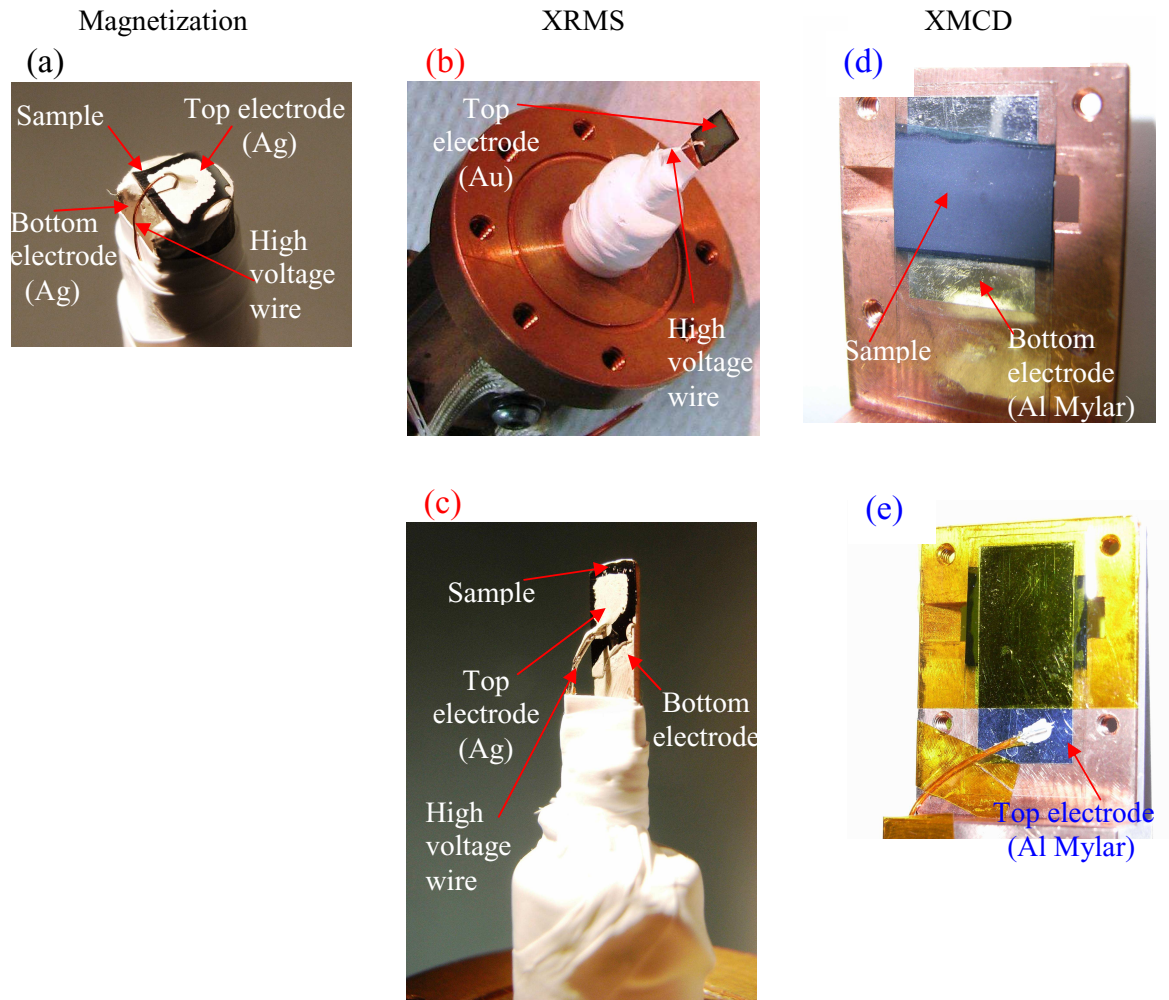 Magnetization
XRMS
XMCD
(a)
Sample
Top electrode
(Ag)
Bottom
electrode
(Ag)
High
voltage
wire
(b)
Top
electrode
(Au)
High
voltage
wire
(d)
Sample
Bottom
electrode
(Al Mylar)
(c)
Sample
Top
electrode
(Ag)
Bottom
electrode
High
voltage
wire
(e)
Top electrode
(Al Mylar)